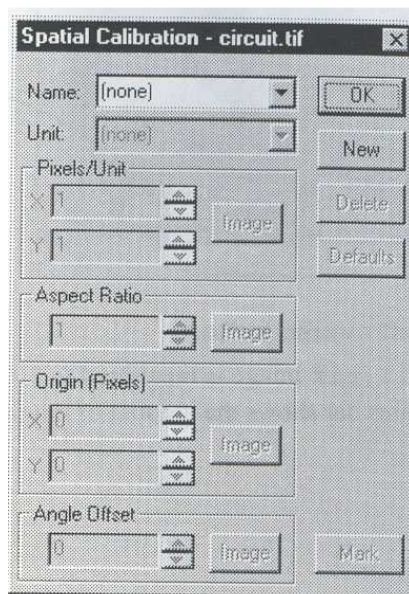 Spatial Calibration - circuit.tif
Name: (none)
OK
Unit: (none)
New
Pixels/Unit
X 1
Image
Delete
Y 1
Defaults
Aspect Ratio
1
Image
Origin (Pixels)
X 0
Image
Y 0
Angle Offset
0
Image
Mark